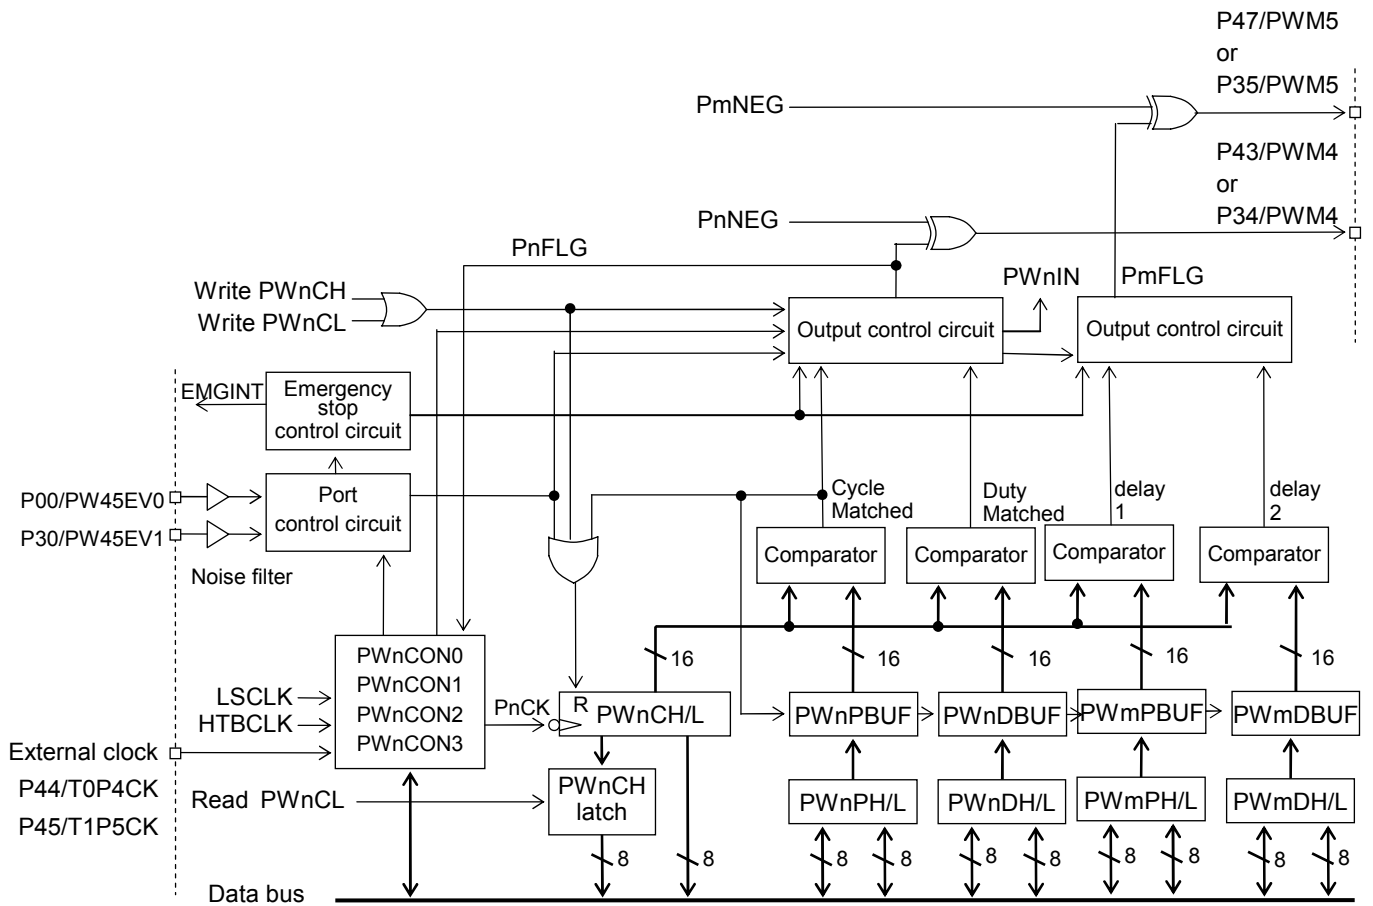 P47/PWM5
or
P35/PWM5
PmNEG
P43/PWM4
or
P34/PWM4
PnNEG
PnFLG
PWnIN
PmFLG
Write PWnCH
Write PWnCL
Output control circuit
Output control circuit
EMGINT
Emergency
stop
control circuit
P00/PW45EV0
P30/PW45EV1
Port
control circuit
Noise filter
Cycle
Matched
Duty
Matched
delay
1
delay
2
Comparator
Comparator
Comparator
Comparator
16
16
16
16
16
PWnCON0
PWnCON1
PWnCON2
PWnCON3
LSCLK
HTBCLK
External clock
P44/T0P4CK
P45/T1P5CK
PnCK
R
PWnCH/L
PWnPBUF
PWnDBUF
PWmPBUF
PWmDBUF
Read PWnCL
PWnCH
latch
PWnPH/L
PWnDH/L
PWmPH/L
PWmDH/L
8
8
8
8
8
8
8
8
8
8
Data bus